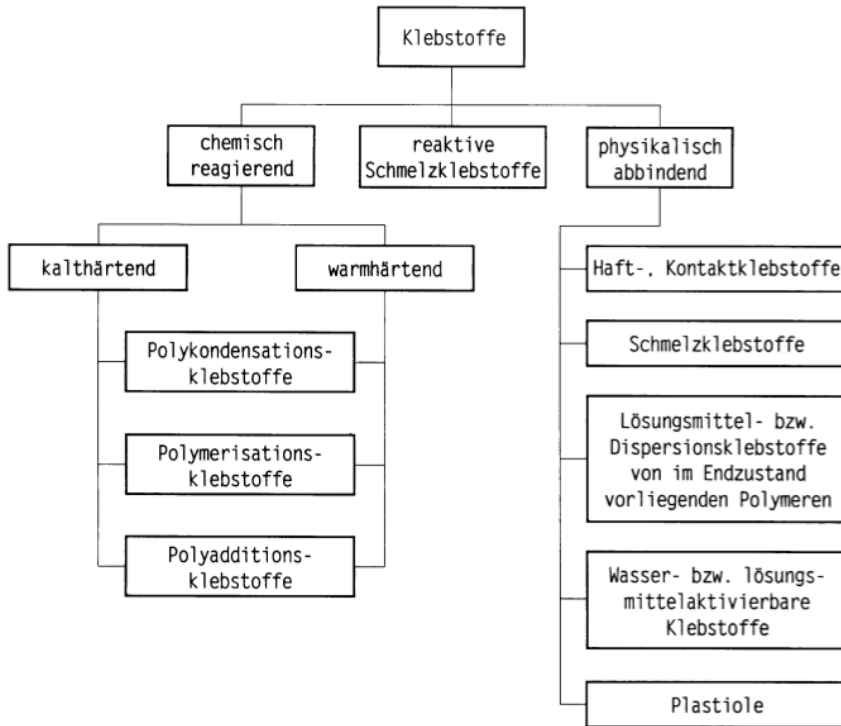 Klebstoffe
chemisch
reagierend
reaktive
Schmelzklebstoffe
physikalisch
abbindend
kalthärtend
warmhärtend
Polykondensations-
klebstoffe
Polymerisations-
klebstoffe
Polyadditions-
klebstoffe
Haft-, Kontaktklebstoffe
Schmelzklebstoffe
Lösungsmittel- bzw.
Dispersionsklebstoffe
von im Endzustand
vorliegenden Polymeren
Wasser- bzw. lösungs-
mittelaktivierbare
Klebstoffe
Plastiole